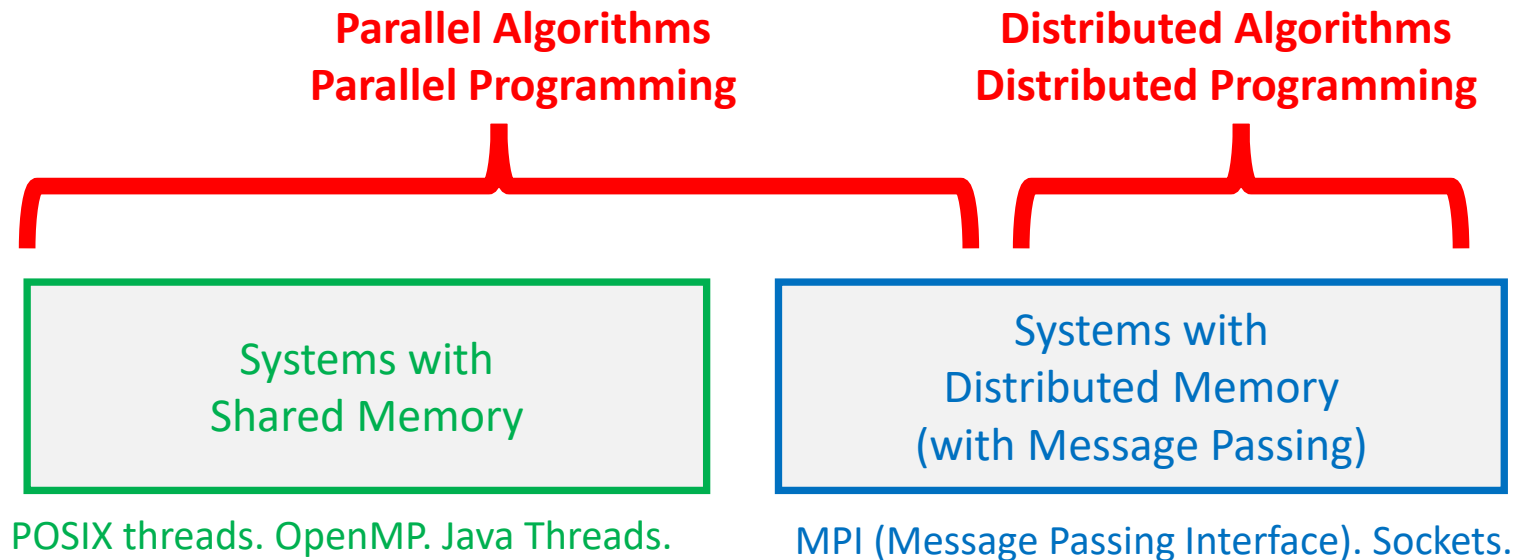 Parallel Algorithms
Parallel Programming
Distributed Algorithms
Distributed Programming
Systems with
Shared Memory
Systems with
Distributed Memory
(with Message Passing)
POSIX threads. OpenMP. Java Threads.
MPI (Message Passing Interface). Sockets.